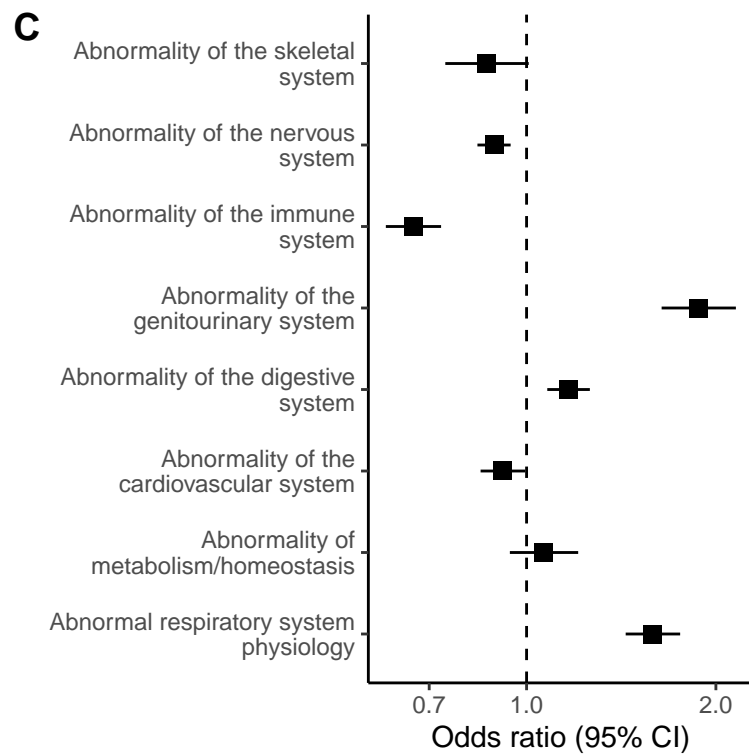 C
Abnormality of the skeletal
system
Abnormality of the nervous
system
Abnormality of the immune
system
Abnormality of the
genitourinary system
Abnormality of the digestive
system
Abnormality of the
cardiovascular system
Abnormality of
metabolism/homeostasis
Abnormal respiratory system
physiology
0.7 1.0 2.0
Odds ratio (95% CI)